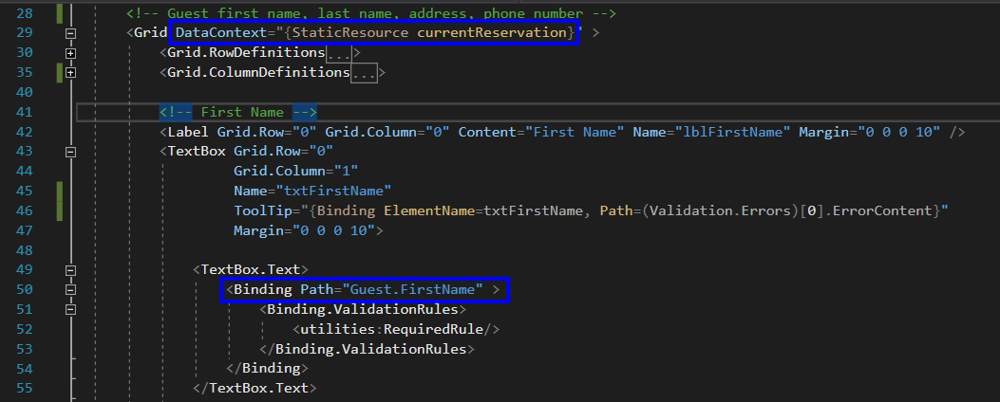 28 <!-- Guest first name, last name, address, phone number -->
29 <Grid DataContext="{StaticResource currentReservation}" >
30 <Grid.RowDefinitions...>
35 <Grid.ColumnDefinitions...>
40
41 <!-- First Name -->
42 <Label Grid.Row="0" Grid.Column="0" Content="First Name" Name="lblFirstName" Margin="0 0 0 10" />
43 <TextBox Grid.Row="0"
44 Grid.Column="1"
45 Name="txtFirstName"
46 ToolTip="{Binding ElementName=txtFirstName, Path=(Validation.Errors)[0].ErrorContent}"
47 Margin="0 0 0 10">
48
49 <TextBox.Text>
50 <Binding Path="Guest.FirstName" >
51 <Binding.ValidationRules>
52 <utilities:RequiredRule/>
53 </Binding.ValidationRules>
54 </Binding>
55 </TextBox.Text>